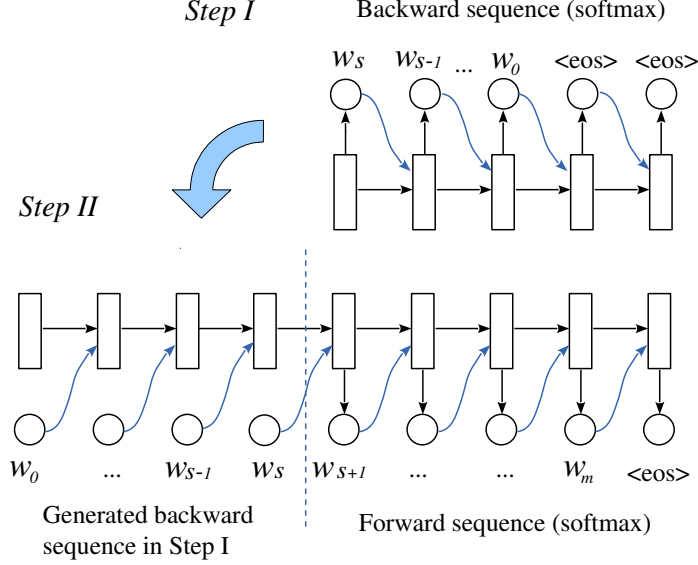 Step I
Backward sequence (softmax)
ws ws-1 ... w0 <eos> <eos>
Step II
w0 ... ws-1 ws ws+1 ... ... wm <eos>
Generated backward
sequence in Step I
Forward sequence (softmax)